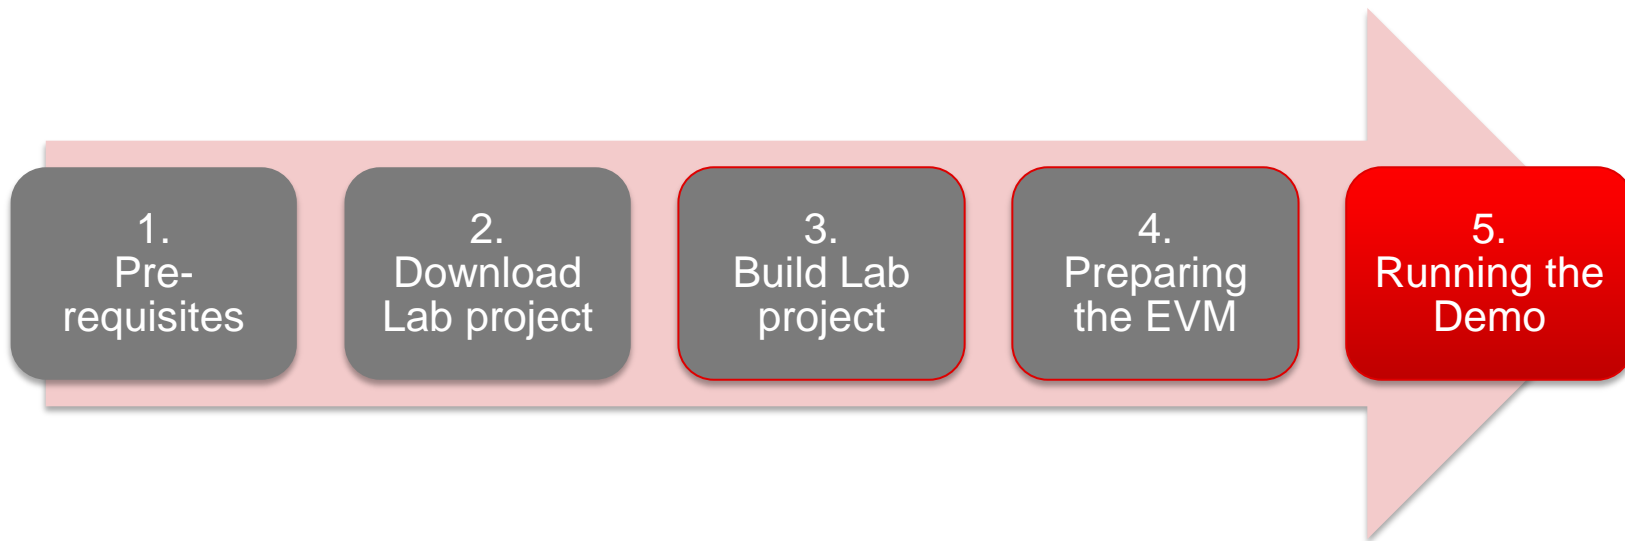 1.
Pre-
requisites
2.
Download
Lab project
3.
Build Lab
project
4.
Preparing
the EVM
5.
Running the
Demo